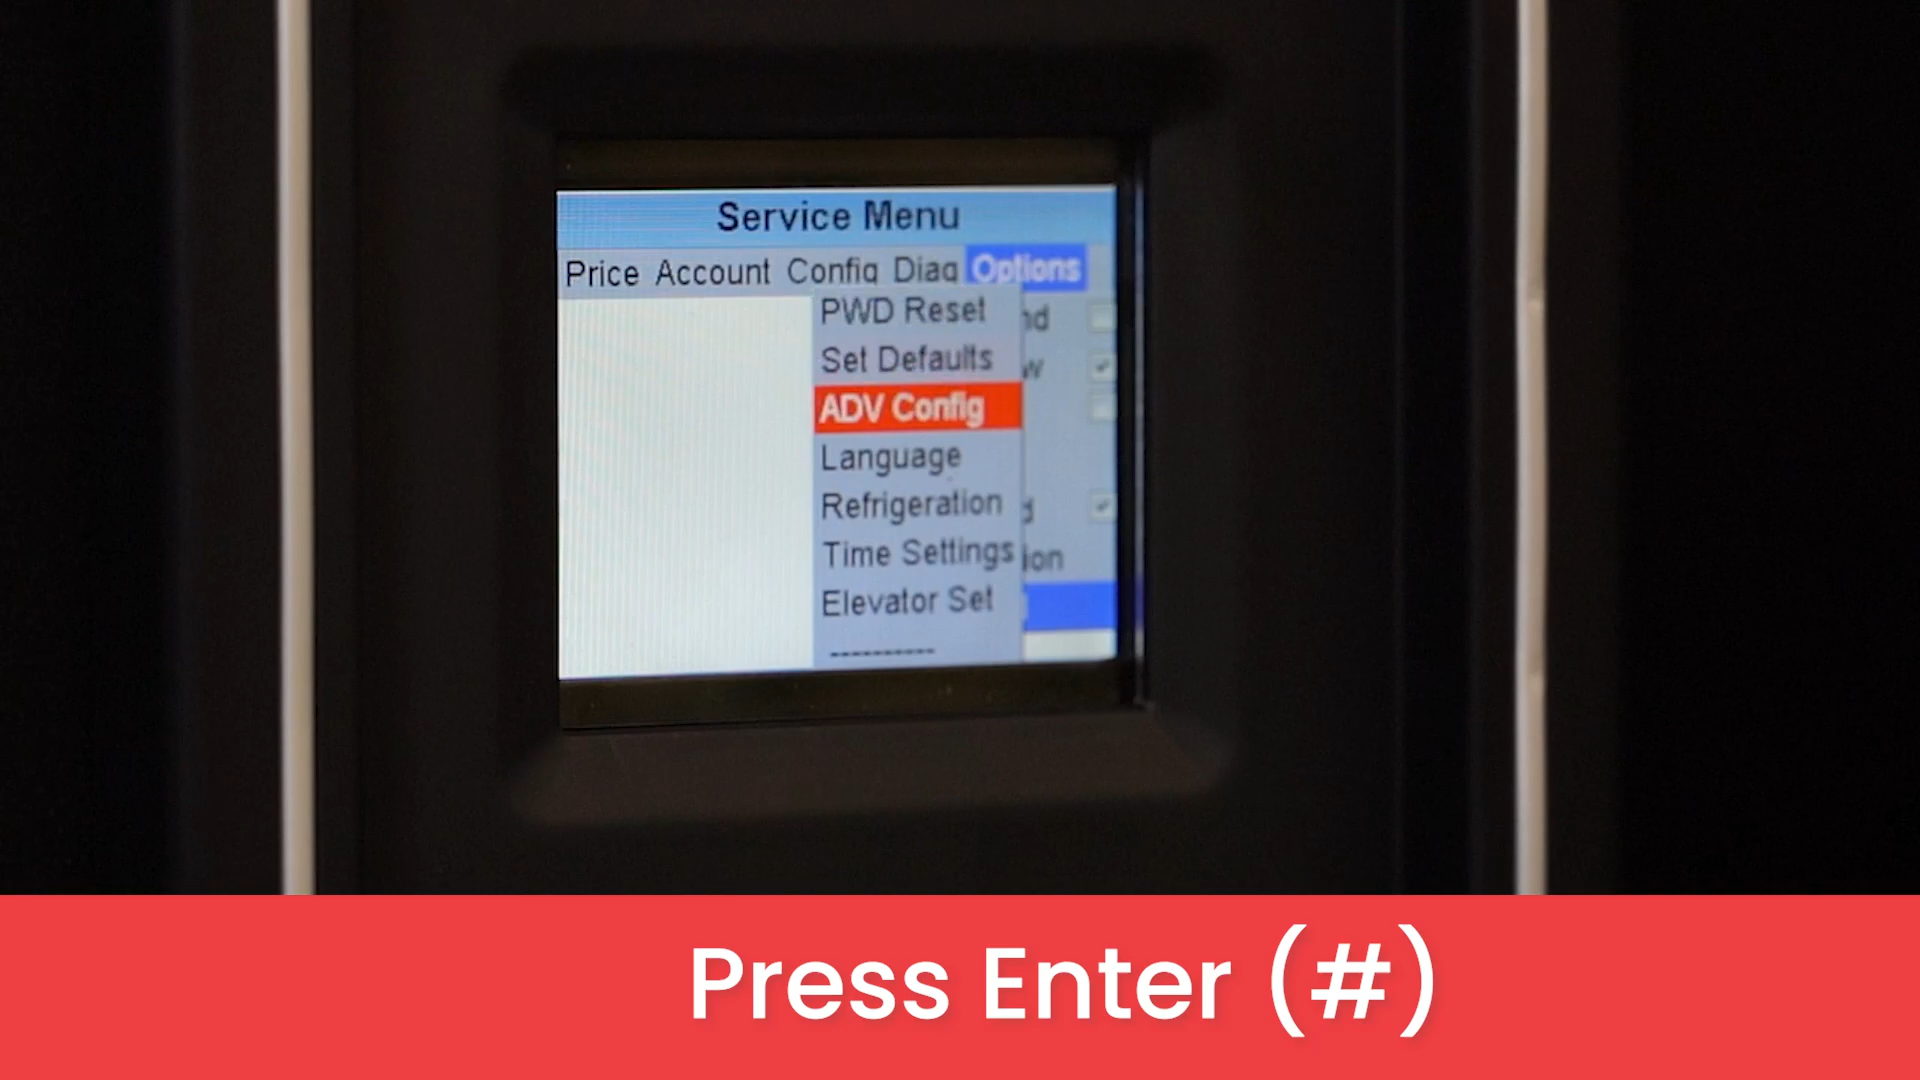 Service Menu
Price Account Config Diag Options
PWD Reset
Set Defaults
ADV Config
Language
Refrigeration
Time Settings
Elevator Set
----------
Press Enter (#)